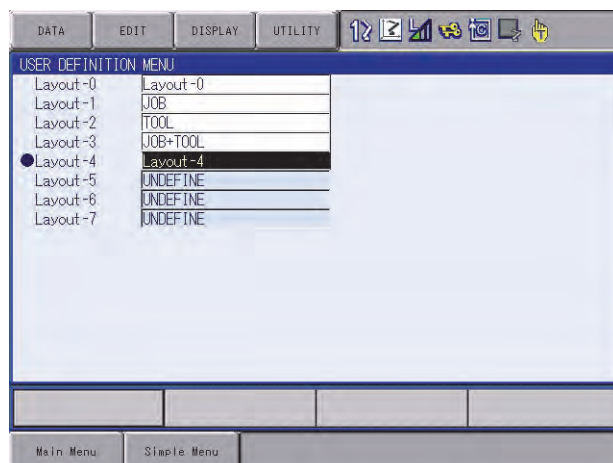 DATA EDIT DISPLAY UTILITY
USER DEFINITION MENU
Layout-0 Layout-0
Layout-1 JOB
Layout-2 TOOL
Layout-3 JOB+TOOL
Layout-4 Layout-4
Layout-5 UNDEFINE
Layout-6 UNDEFINE
Layout-7 UNDEFINE
Main Menu Simple Menu